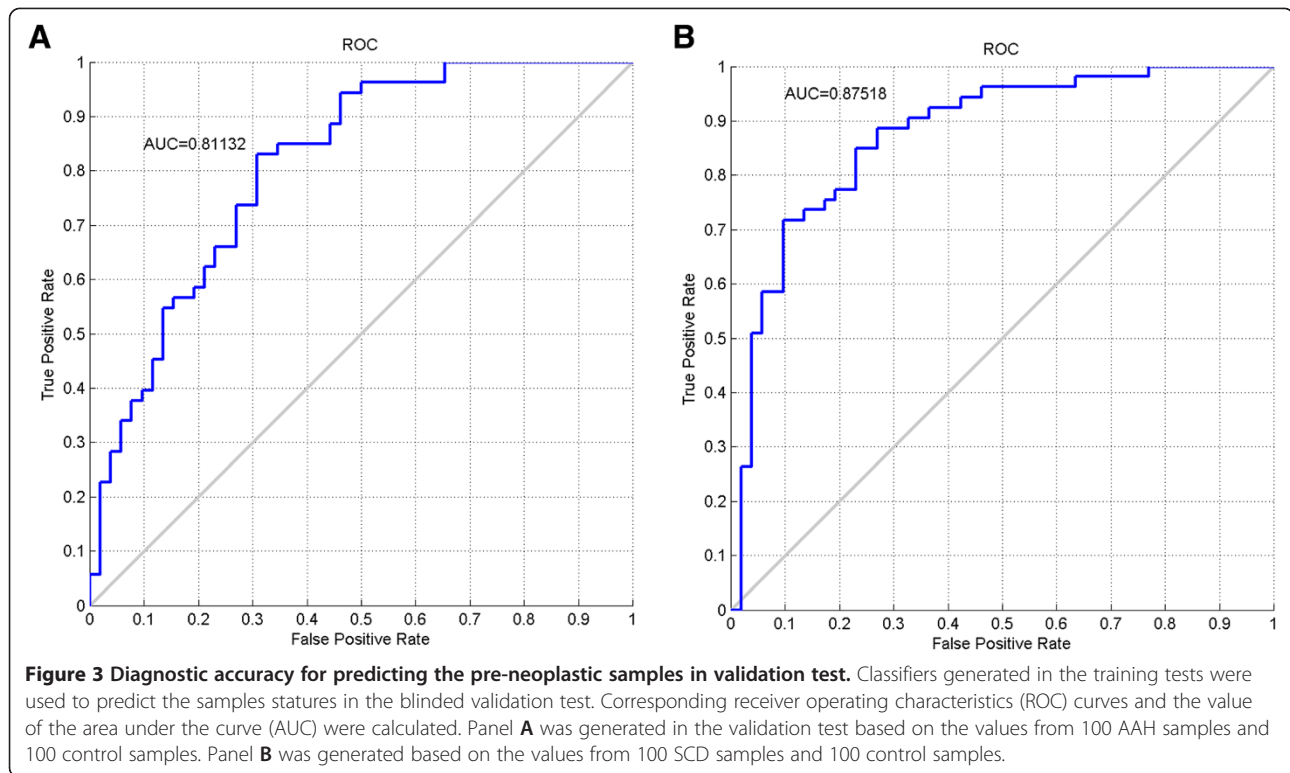 A
ROC
AUC=0.81132
True Positive Rate
1
0.9
0.8
0.7
0.6
0.5
0.4
0.3
0.2
0.1
0
0 0.1 0.2 0.3 0.4 0.5 0.6 0.7 0.8 0.9 1
False Positive Rate
B
ROC
AUC=0.87518
True Positive Rate
1
0.9
0.8
0.7
0.6
0.5
0.4
0.3
0.2
0.1
0
0 0.1 0.2 0.3 0.4 0.5 0.6 0.7 0.8 0.9 1
False Positive Rate
Figure 3 Diagnostic accuracy for predicting the pre-neoplastic samples in validation test. Classifiers generated in the training tests were
used to predict the samples statures in the blinded validation test. Corresponding receiver operating characteristics (ROC) curves and the value
of the area under the curve (AUC) were calculated. Panel A was generated in the validation test based on the values from 100 AAH samples and
100 control samples. Panel B was generated based on the values from 100 SCD samples and 100 control samples.